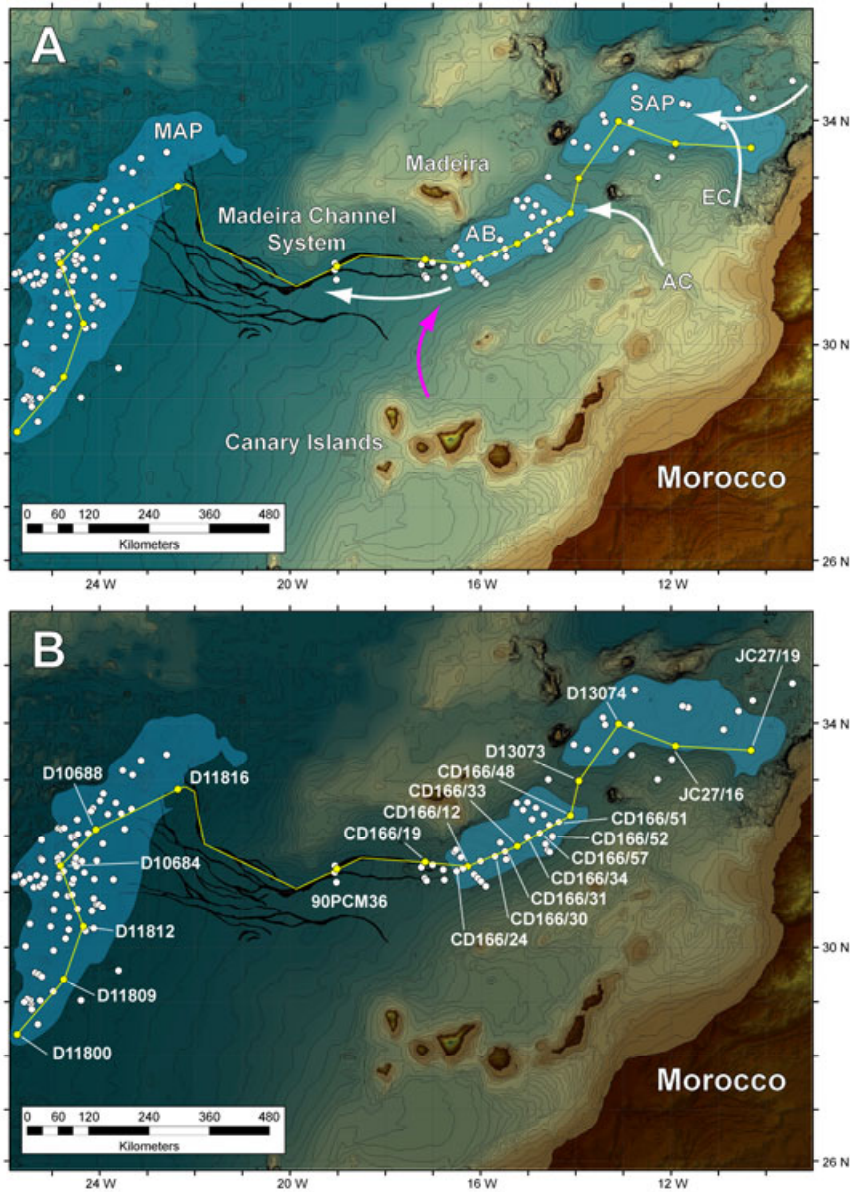 A
SAP
34 N
MAP
Madeira
EC
Madeira Channel
System
AB
AC
30 N
Canary Islands
Morocco
0 60 120 240 360 480
Kilometers
26 N
24 W 20 W 16 W 12 W
B
JC27/19
D13074
34 N
D13073
D10688
D11816
CD166/48
CD166/33
JC27/16
CD166/12
CD166/51
CD166/19
CD166/52
D10684
CD166/57
CD166/34
90PCM36
CD166/31
CD166/30
D11812
CD166/24
30 N
D11809
D11800
Morocco
0 60 120 240 360 480
Kilometers
26 N
24 W 20 W 16 W 12 W